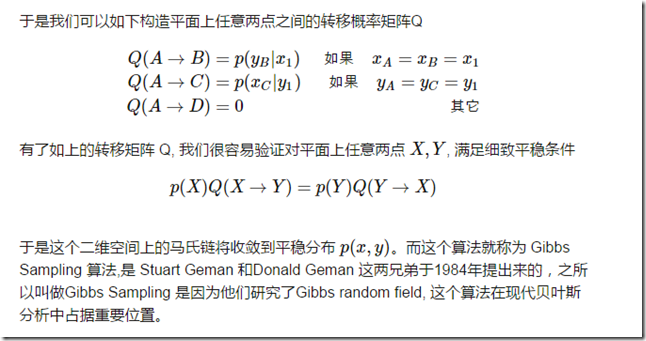 于是我们可以如下构造平面上任意两点之间的转移概率矩阵Q
Q(A → B) = p(y_B|x_1) 如果 x_A = x_B = x_1
Q(A → C) = p(x_C|y_1) 如果 y_A = y_C = y_1
Q(A → D) = 0 其它
有了如上的转移矩阵 Q, 我们很容易验证对平面上任意两点 X, Y, 满足细致平稳条件
p(X)Q(X → Y) = p(Y)Q(Y → X)
于是这个二维空间上的马氏链将收敛到平稳分布 p(x, y)。而这个算法就称为 Gibbs
Sampling 算法,是 Stuart Geman 和Donald Geman 这两兄弟于1984年提出来的，之所
以叫做Gibbs Sampling 是因为他们研究了Gibbs random field, 这个算法在现代贝叶斯
分析中占据重要位置。